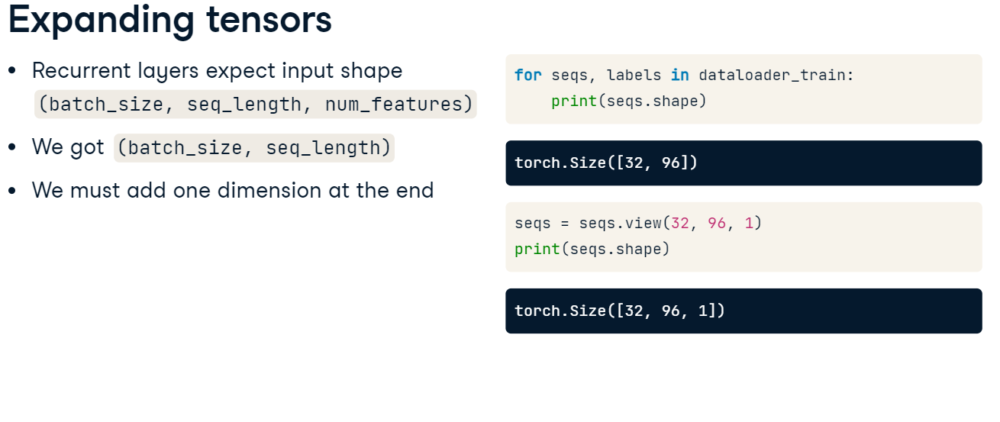 Expanding tensors
• Recurrent layers expect input shape
(batch_size, seq_length, num_features)
• We got (batch_size, seq_length)
• We must add one dimension at the end
for seqs, labels in dataloader_train:
    print(seqs.shape)
torch.Size([32, 96])
seqs = seqs.view(32, 96, 1)
print(seqs.shape)
torch.Size([32, 96, 1])